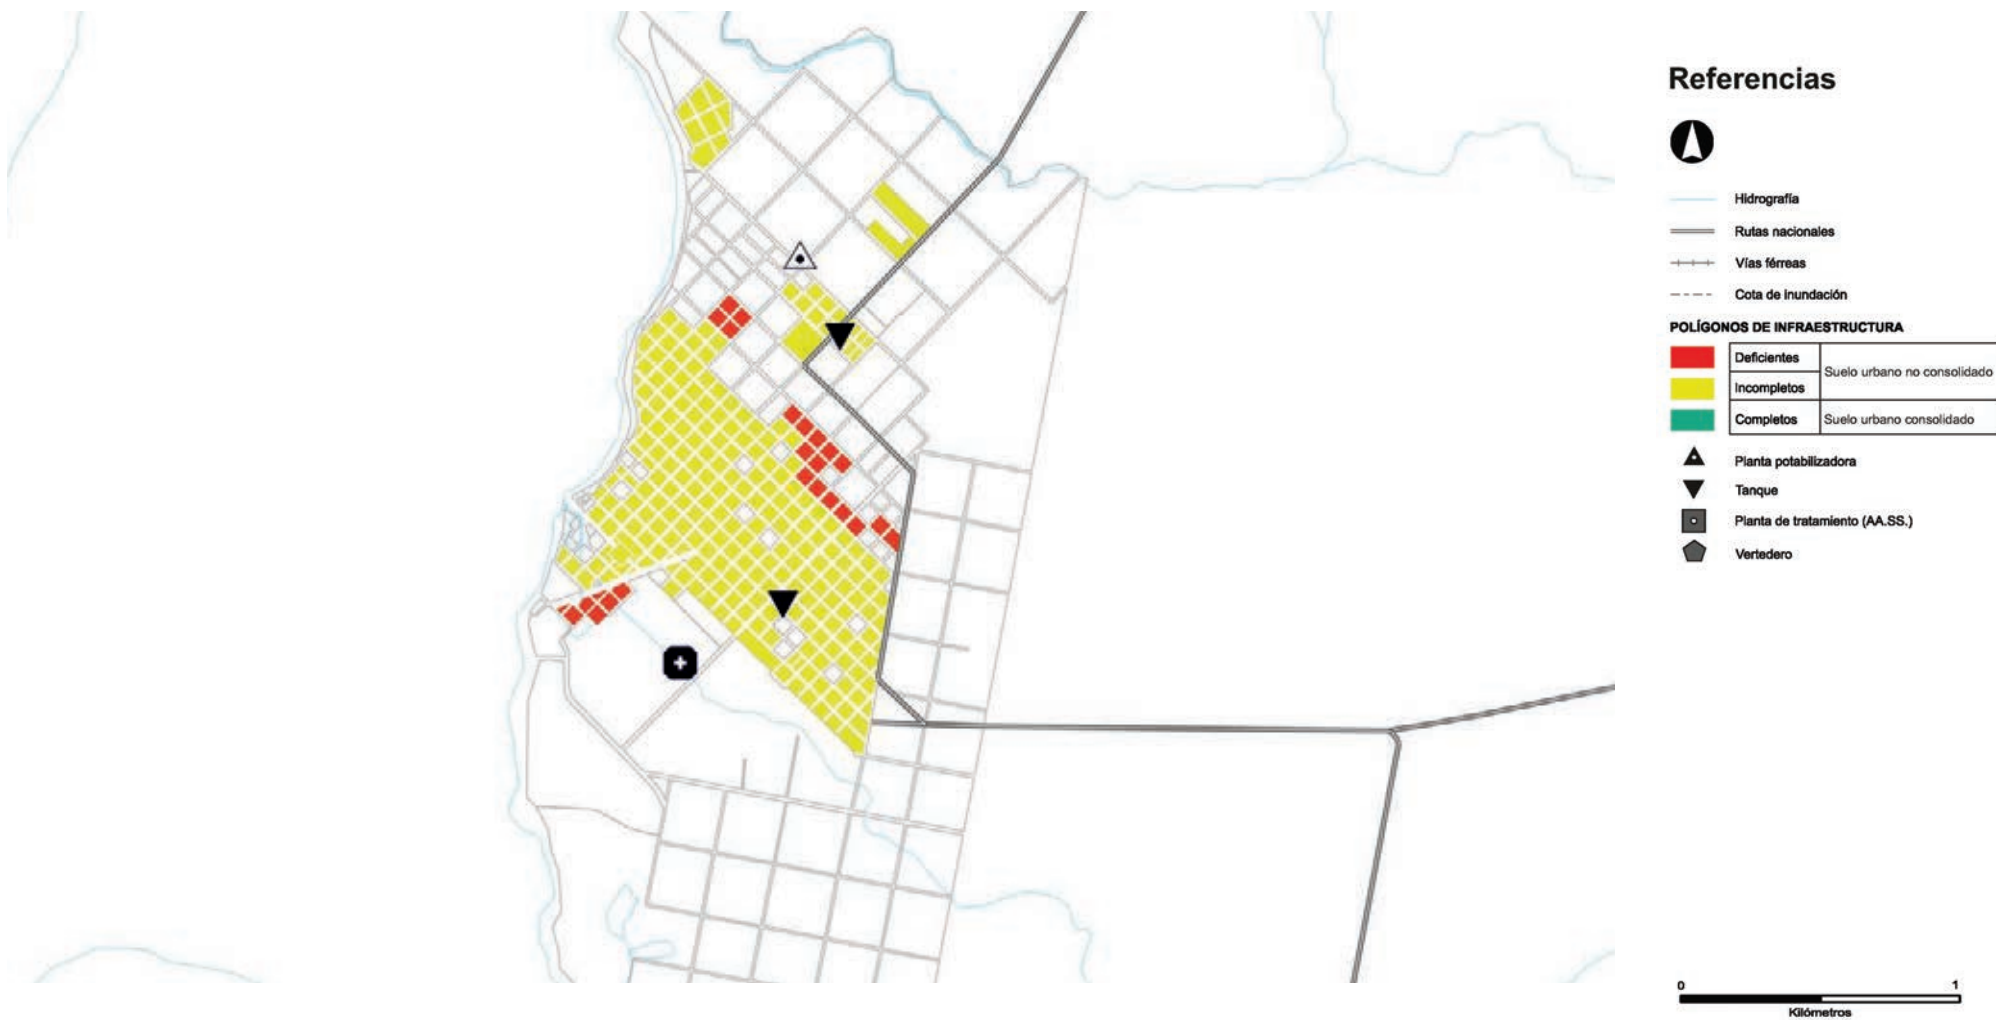 Referencias
Hidrografía
Rutas nacionales
Vías férreas
Cota de inundación
POLÍGONOS DE INFRAESTRUCTURA
Deficientes
Suelo urbano no consolidado
Incompletos
Completos Suelo urbano consolidado
Planta potabilizadora
Tanque
Planta de tratamiento (AA.SS.)
Vertedero
0 1
Kilómetros